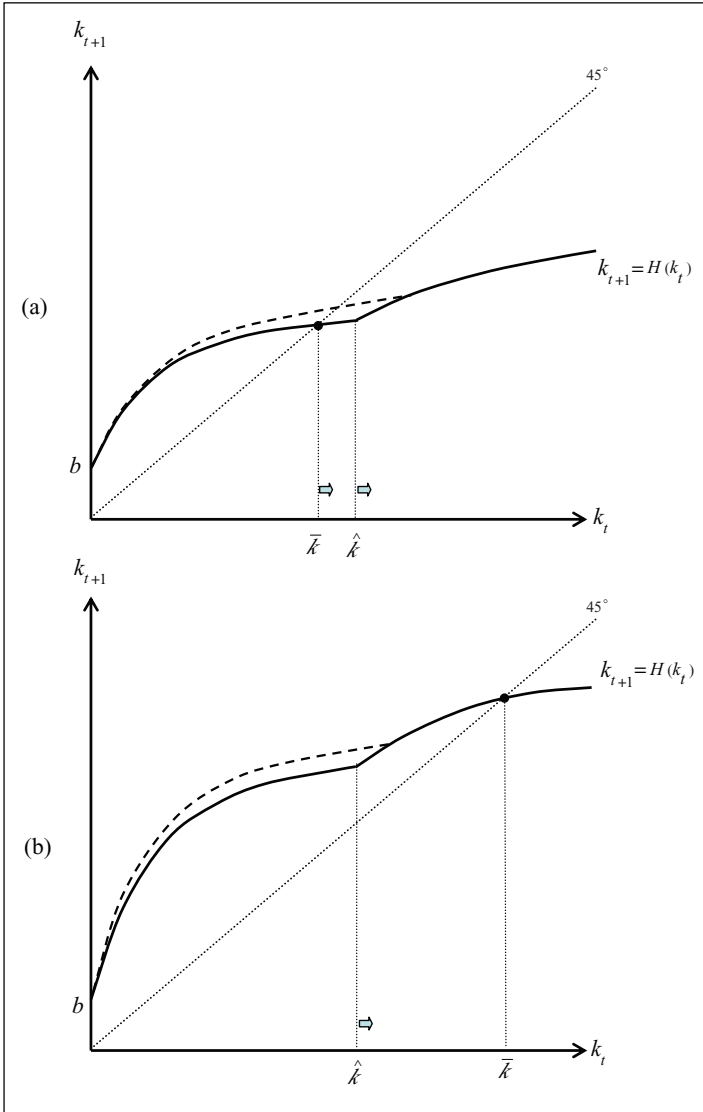 k_{t+1}
45°
k_{t+1} = H(k_t)
(a)
b
k_t
k̄ k̂
k_{t+1}
45°
k_{t+1} = H(k_t)
(b)
b
k_t
k̂ k̄